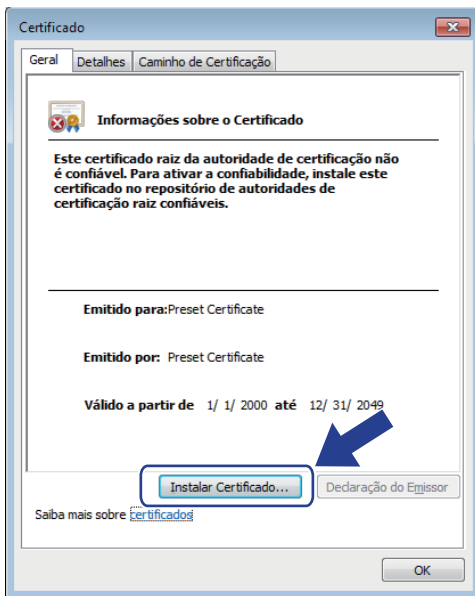 Certificado
Geral Detalhes Caminho de Certificação
Informações sobre o Certificado
Este certificado raiz da autoridade de certificação não
é confiável. Para ativar a confiabilidade, instale este
certificado no repositório de autoridades de
certificação raiz confiáveis.
Emitido para:Preset Certificate
Emitido por: Preset Certificate
Válido a partir de 1/ 1/ 2000 até 12/ 31/ 2049
Instalar Certificado... Declaração do Emissor
Saiba mais sobre certificados
OK